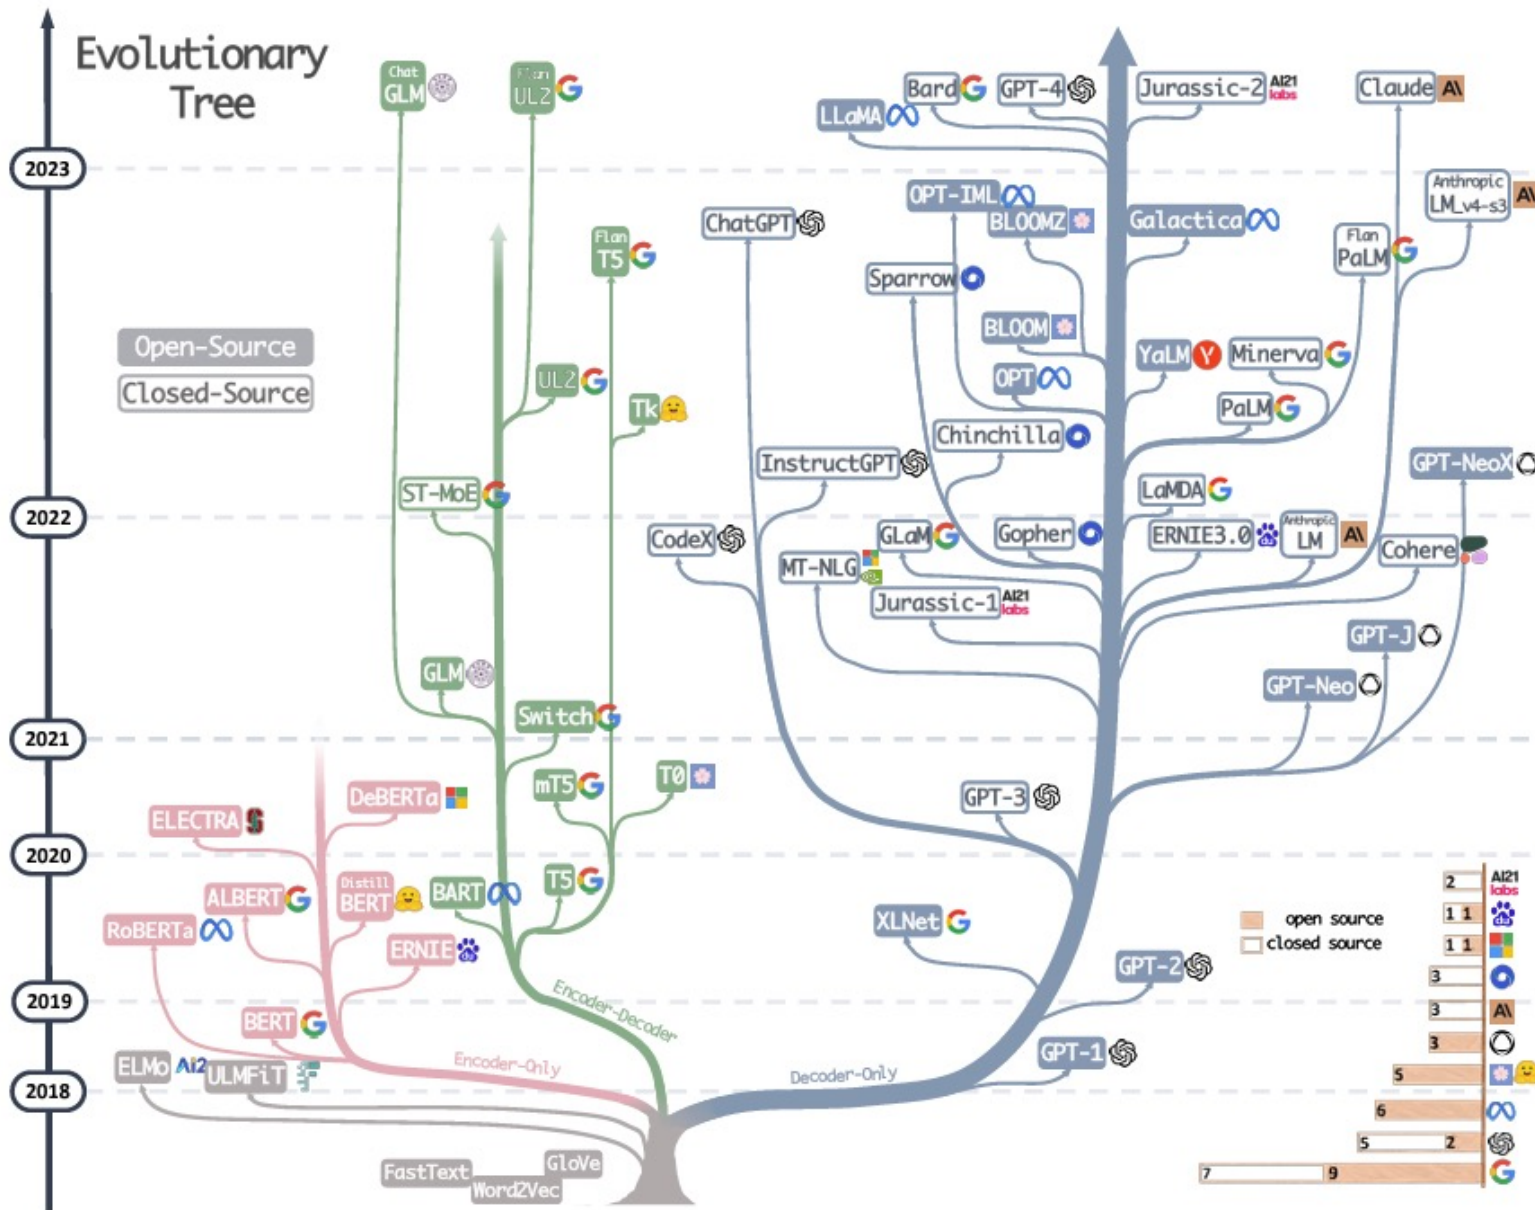 Evolutionary
Tree
Chat
GLM
Flan
UL2
Bard
GPT-4
Jurassic-2
AI21
labs
Claude
A\
LLaMA
2023
OPT-IML
Anthropic
LM_v4-s3
A\
ChatGPT
BLOOMZ
Galactica
Flan
T5
Flan
PaLM
Sparrow
Open-Source
BLOOM
YaLM
Minerva
Closed-Source
UL2
OPT
Tk
PaLM
Chinchilla
InstructGPT
GPT-NeoX
ST-MoE
LaMDA
2022
CodeX
GLaM
Gopher
ERNIE3.0
du
Anthropic
LM
A\
Cohere
MT-NLG
Jurassic-1
AI21
labs
GPT-J
GLM
GPT-Neo
Switch
2021
mT5
T0
DeBERTa
GPT-3
ELECTRA
S
2020
T5
BART
Distill
BERT
ALBERT
RoBERTa
XLNet
ERNIE
du
GPT-2
2019
Encoder-Decoder
BERT
GPT-1
ELMo
AI2
ULMFiT
Encoder-Only
Decoder-Only
2018
FastText
GloVe
Word2Vec
open source
closed source
2
AI21
labs
1 1
du
1 1
3
3
A\
3
5
6
5 2
7 9